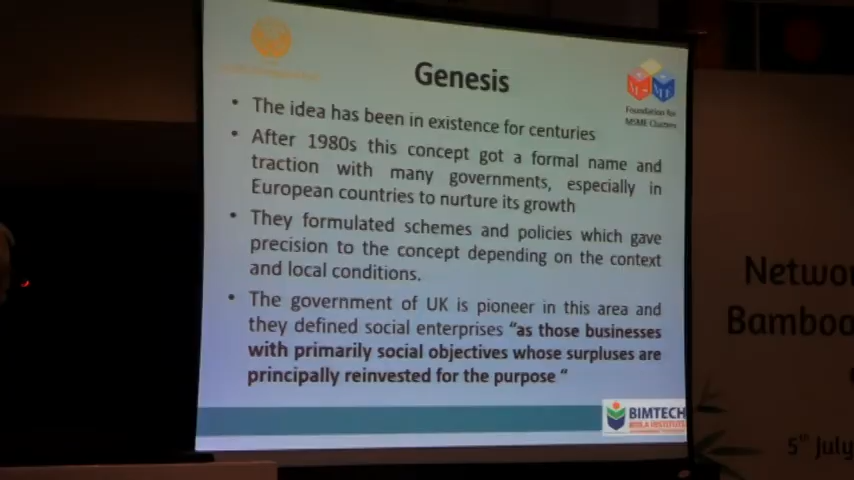 Genesis
Foundation for
MSME Clusters
• The idea has been in existence for centuries
• After 1980s this concept got a formal name and
traction with many governments, especially in
European countries to nurture its growth
• They formulated schemes and policies which gave
precision to the concept depending on the context
and local conditions.
• The government of UK is pioneer in this area and
they defined social enterprises "as those businesses
with primarily social objectives whose surpluses are
principally reinvested for the purpose "
BIMTECH
BIRLA INSTITUTE
Netwo
Bamboo
5th July